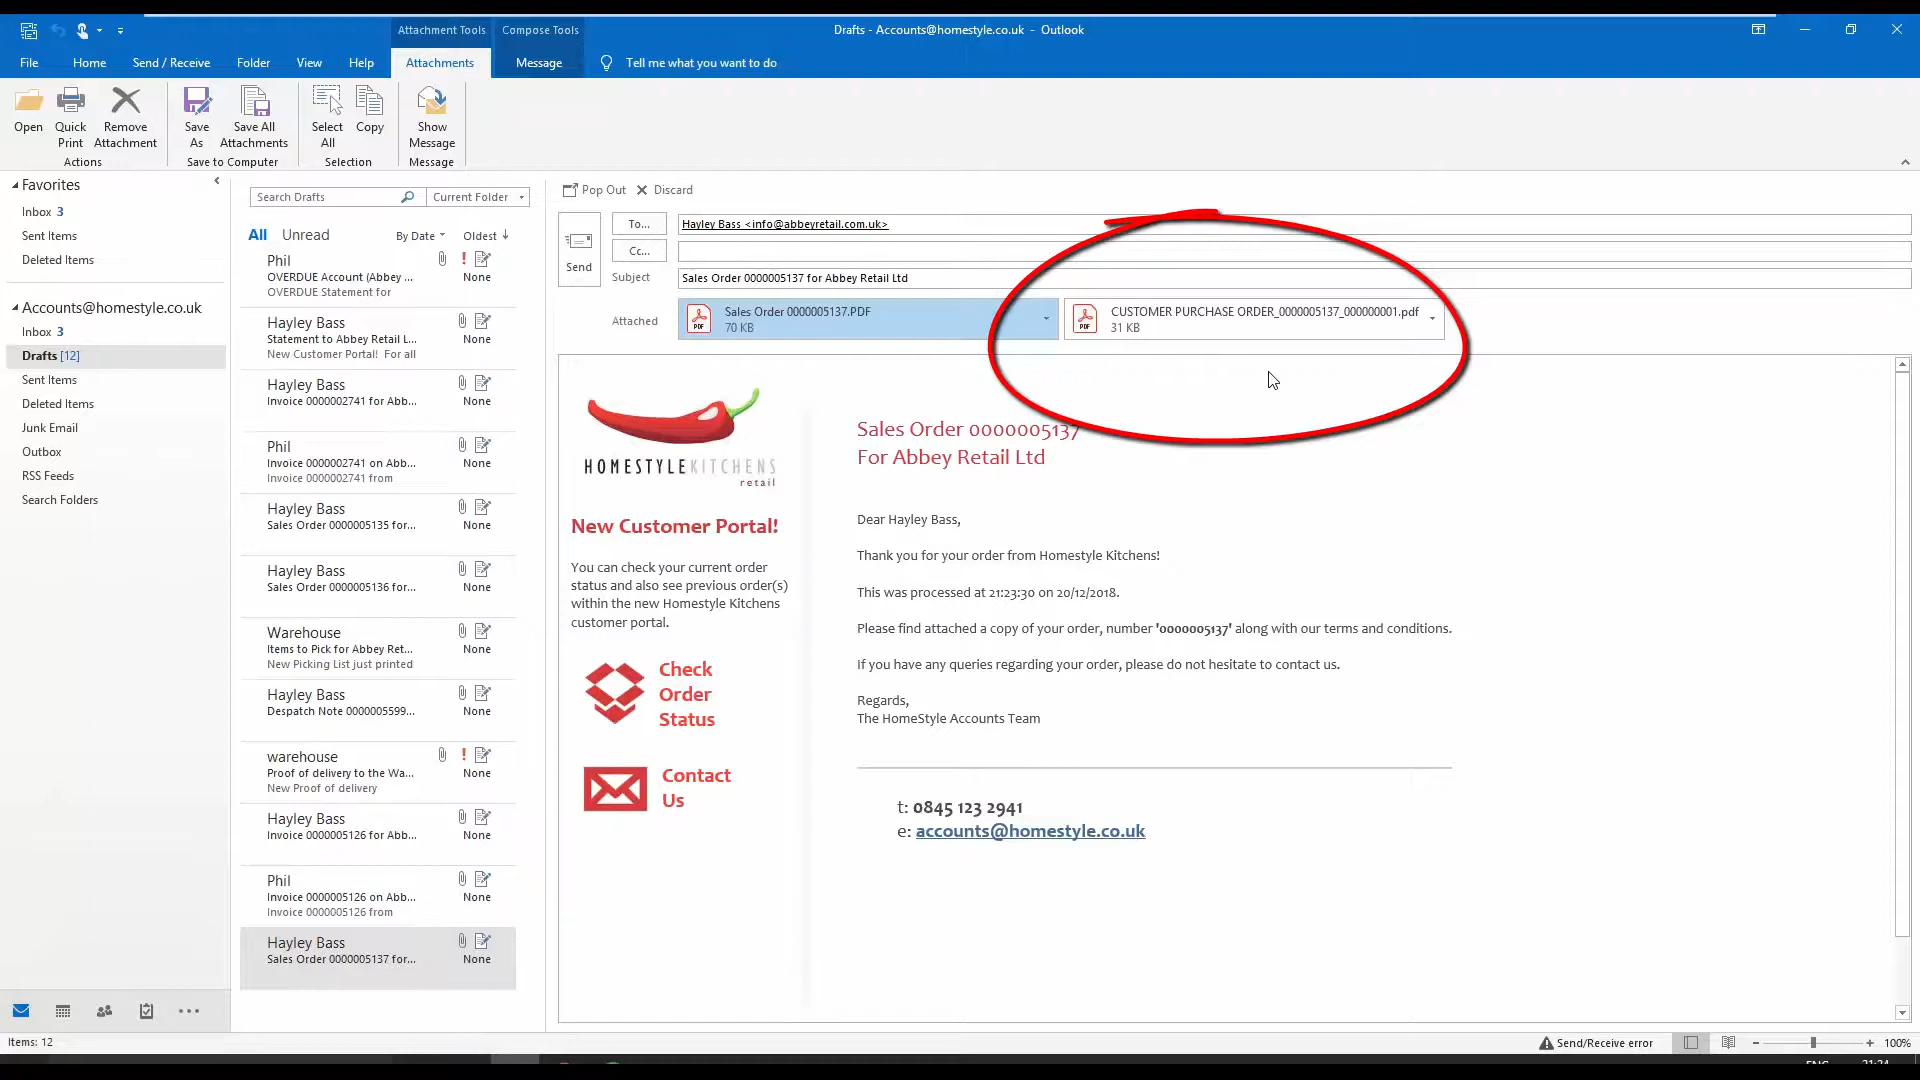 Attachment Tools
Compose Tools
Drafts - Accounts@homestyle.co.uk - Outlook
File
Home
Send / Receive
Folder
View
Help
Attachments
Message
Tell me what you want to do
Open
Quick Print
Remove Attachment
Actions
Save As
Save All Attachments
Save to Computer
Select All
Copy
Selection
Show Message
Message
Favorites
Inbox 3
Sent Items
Deleted Items
Accounts@homestyle.co.uk
Inbox 3
Drafts [12]
Sent Items
Deleted Items
Junk Email
Outbox
RSS Feeds
Search Folders
Search Drafts
Current Folder
All
Unread
By Date
Oldest
Phil
OVERDUE Account (Abbey ...
None
OVERDUE Statement for
Hayley Bass
Statement to Abbey Retail L...
None
New Customer Portal! For all
Hayley Bass
Invoice 0000002741 for Abb...
None
Phil
Invoice 0000002741 on Abb...
None
Invoice 0000002741 from
Hayley Bass
Sales Order 0000005135 for...
None
Hayley Bass
Sales Order 0000005136 for...
None
Warehouse
Items to Pick for Abbey Ret...
None
New Picking List just printed
Hayley Bass
Despatch Note 0000005599...
None
warehouse
Proof of delivery to the Wa...
None
New Proof of delivery
Hayley Bass
Invoice 0000005126 for Abb...
None
Phil
Invoice 0000005126 on Abb...
None
Invoice 0000005126 from
Hayley Bass
Sales Order 0000005137 for...
None
Pop Out
Discard
Send
To...
Hayley Bass <info@abbeyretail.com.uk>
Cc...
Subject
Sales Order 0000005137 for Abbey Retail Ltd
Attached
PDF
Sales Order 0000005137.PDF
70 KB
PDF
CUSTOMER PURCHASE ORDER_0000005137_000000001.pdf
31 KB
HOMESTYLEKITCHENS
retail
New Customer Portal!
You can check your current order
status and also see previous order(s)
within the new Homestyle Kitchens
customer portal.
Check
Order
Status
Contact
Us
Sales Order 0000005137
For Abbey Retail Ltd
Dear Hayley Bass,
Thank you for your order from Homestyle Kitchens!
This was processed at 21:23:30 on 20/12/2018.
Please find attached a copy of your order, number '0000005137' along with our terms and conditions.
If you have any queries regarding your order, please do not hesitate to contact us.
Regards,
The HomeStyle Accounts Team
t: 0845 123 2941
e: accounts@homestyle.co.uk
Items: 12
Send/Receive error
100%